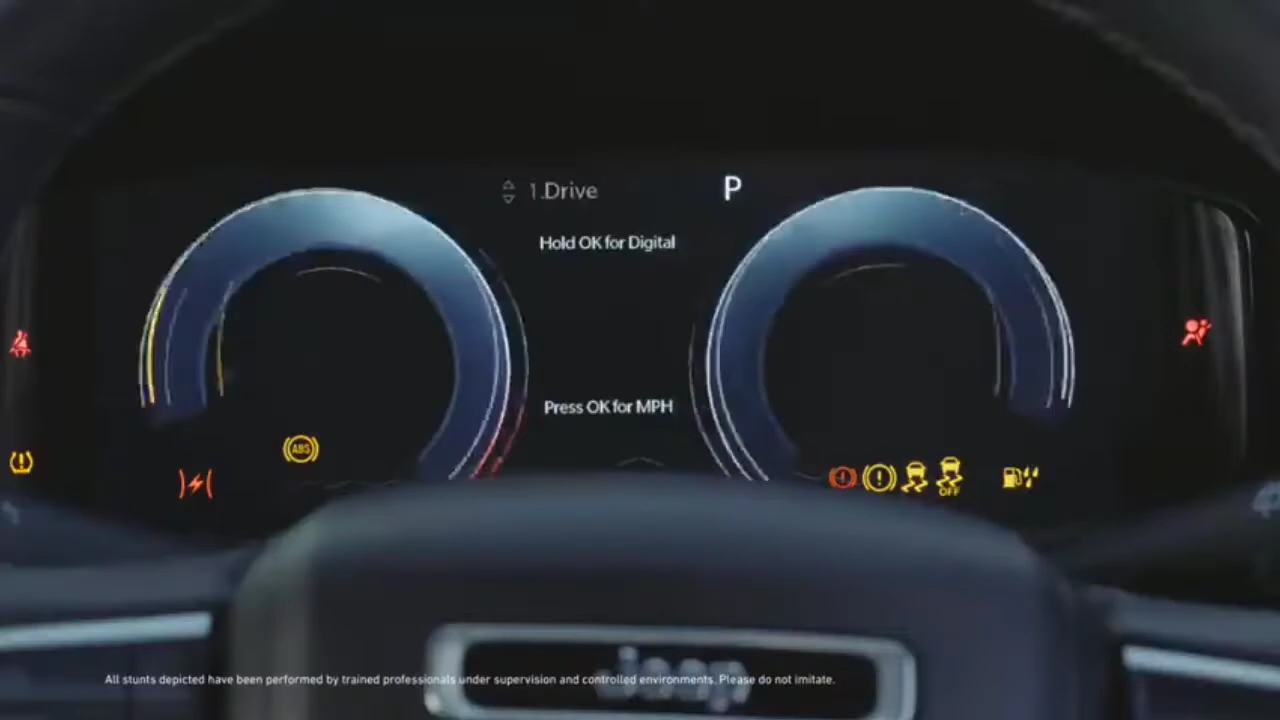 1.Drive
P
Hold OK for Digital
Press OK for MPH
ABS
OFF
Jeep
All stunts depicted have been performed by trained professionals under supervision and controlled environments. Please do not imitate.